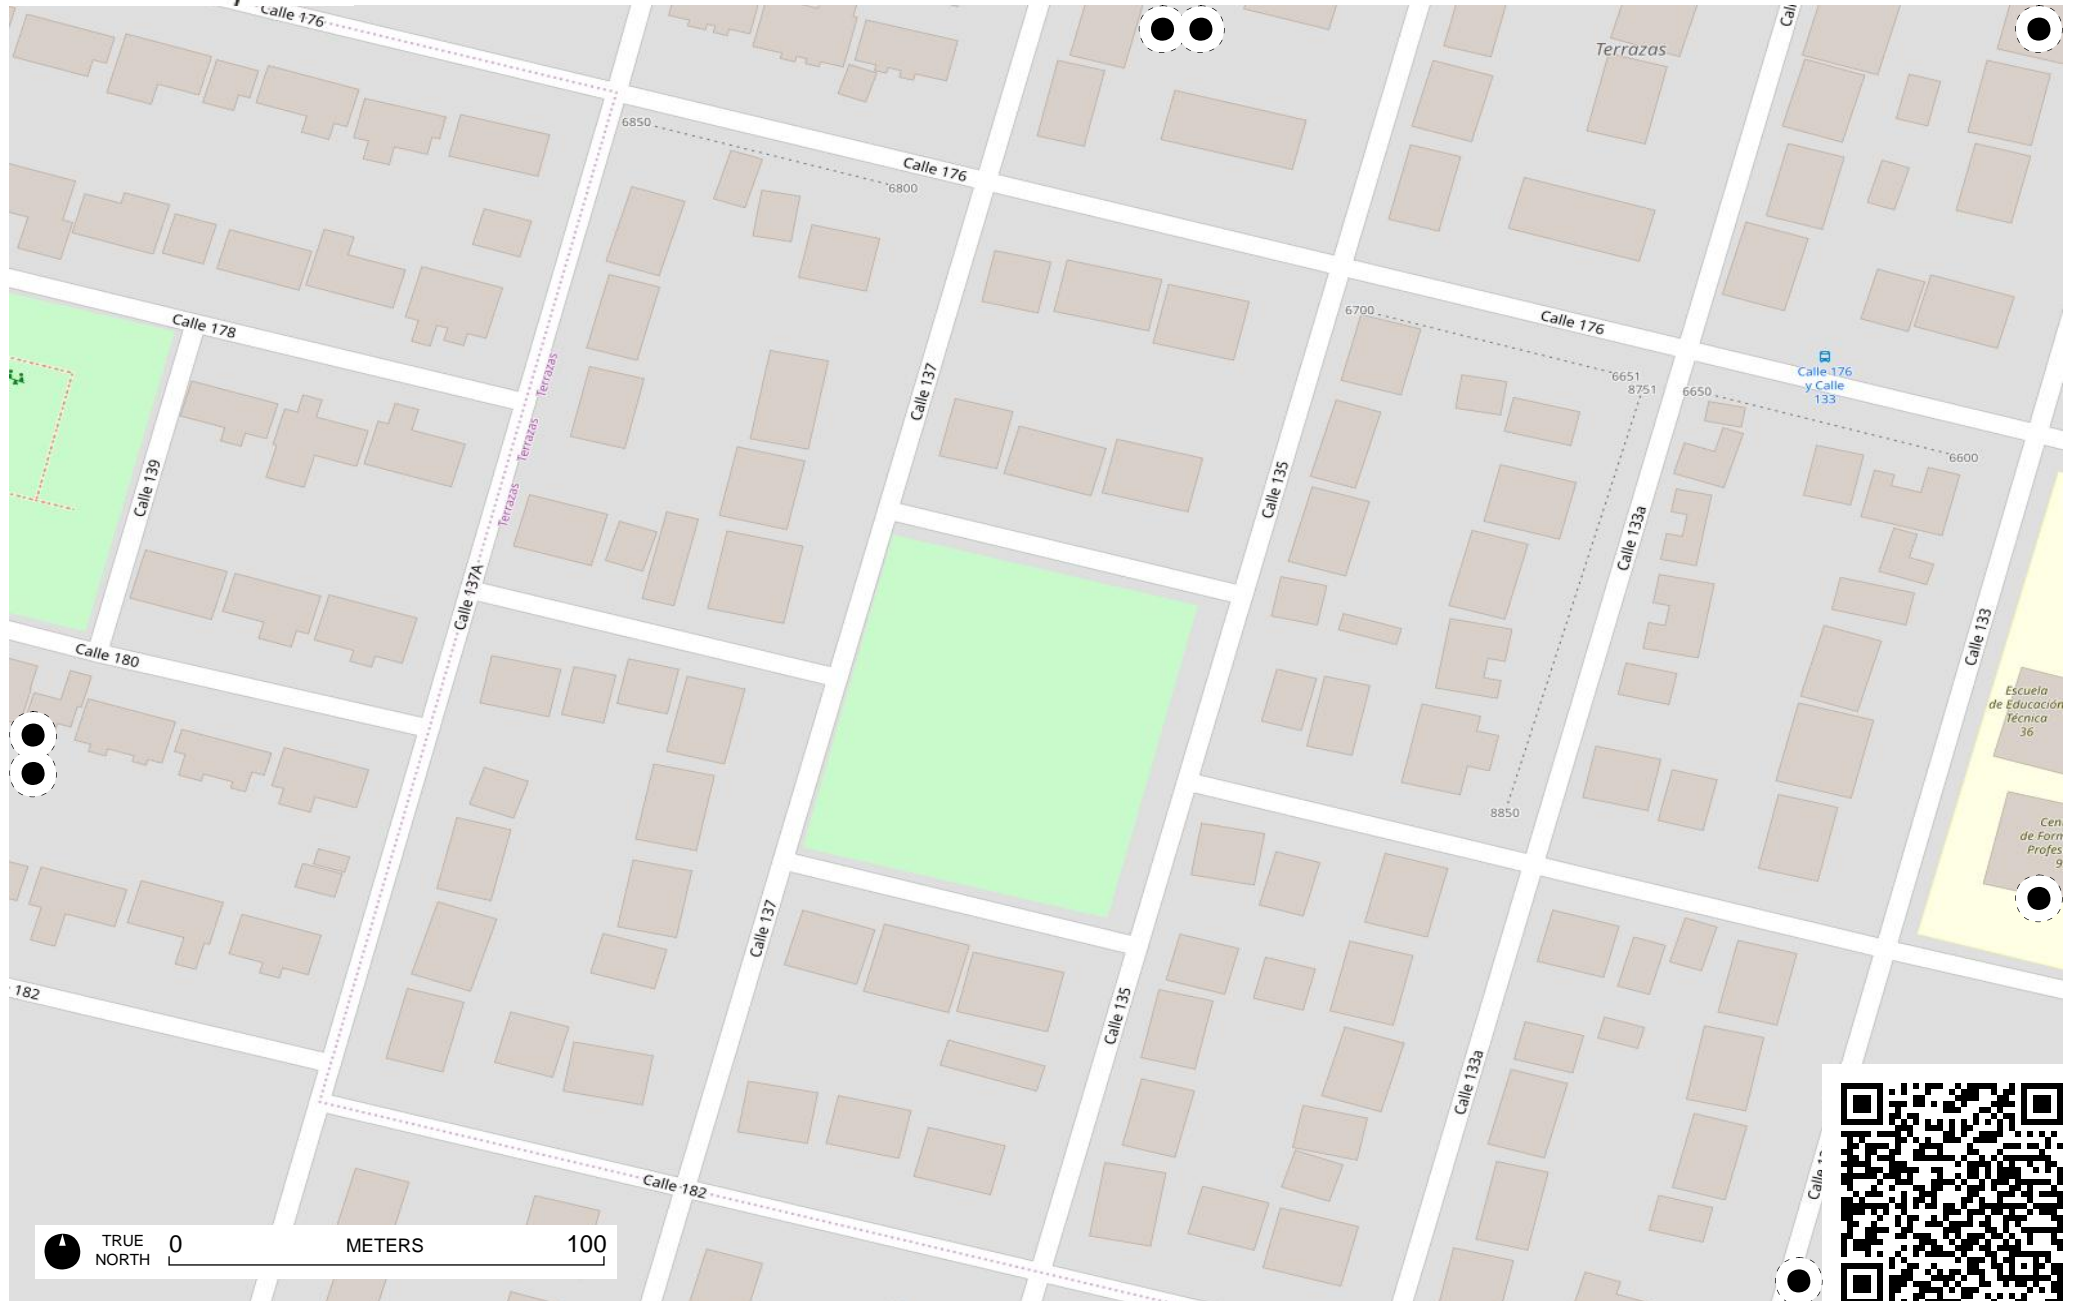 Calle 176
Terrazas
6850
6800
Calle 176
Calle 178
6700
Calle 176
6651
8751
6650
Calle 176
y Calle
133
6600
Terrazas
Terrazas
Terrazas
Calle 137
Calle 139
Calle 135
Calle 133a
Calle 137A
Calle 133
Calle 180
Escuela
de Educación
Técnica
36
8850
Calle 137
182
Calle 135
Calle 133a
Calle 182
TRUE
NORTH
0
METERS
100